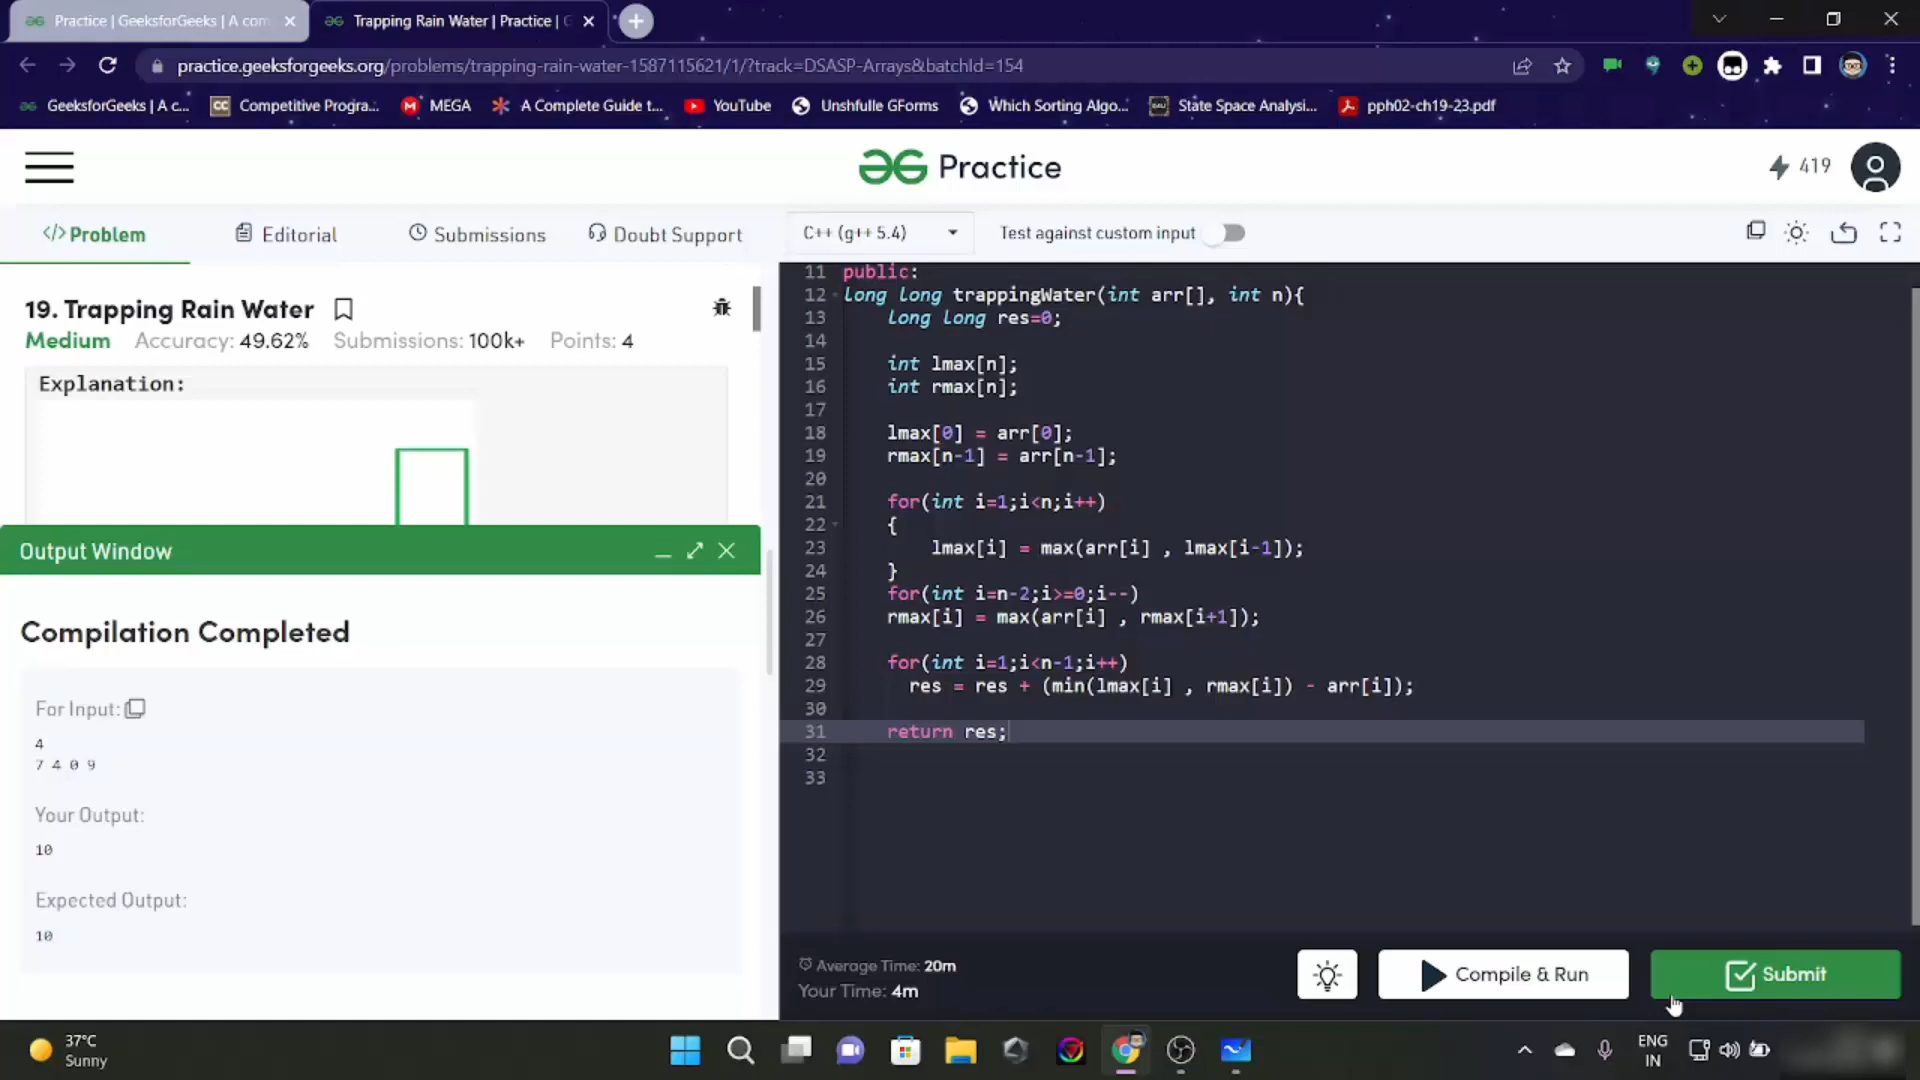 Practice | GeeksforGeeks | A com
Trapping Rain Water | Practice | G
practice.geeksforgeeks.org/problems/trapping-rain-water-1587115621/1/?track=DSASP-Arrays&batchId=154
GeeksforGeeks | A c...
CC Competitive Progra...
M MEGA
A Complete Guide t...
YouTube
Unshfulle GForms
Which Sorting Algo...
State Space Analysi...
pph02-ch19-23.pdf
Practice
419
</> Problem
Editorial
Submissions
Doubt Support
C++ (g++ 5.4)
Test against custom input
19. Trapping Rain Water
Medium Accuracy: 49.62% Submissions: 100k+ Points: 4
Explanation:
Output Window
Compilation Completed
For Input:
4
7 4 0 9
Your Output:
10
Expected Output:
10
11 public:
12 long long trappingWater(int arr[], int n){
13 long long res=0;
14
15 int lmax[n];
16 int rmax[n];
17
18 lmax[0] = arr[0];
19 rmax[n-1] = arr[n-1];
20
21 for(int i=1;i<n;i++)
22 {
23 lmax[i] = max(arr[i] , lmax[i-1]);
24 }
25 for(int i=n-2;i>=0;i--)
26 rmax[i] = max(arr[i] , rmax[i+1]);
27
28 for(int i=1;i<n-1;i++)
29 res = res + (min(lmax[i] , rmax[i]) - arr[i]);
30
31 return res;
32
33
Average Time: 20m
Your Time: 4m
Compile & Run
Submit
37°C
Sunny
ENG
IN